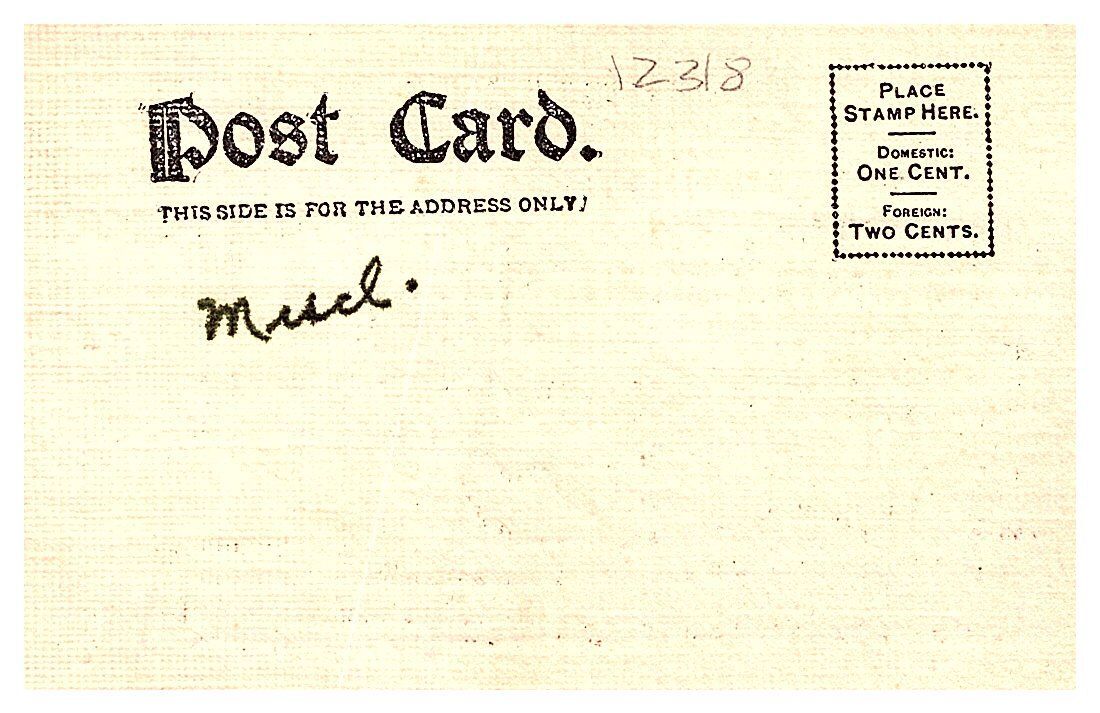 12318
Post Card.
THIS SIDE IS FOR THE ADDRESS ONLY.
PLACE
STAMP HERE.
DOMESTIC:
ONE CENT.
FOREIGN:
TWO CENTS.
Miscl.